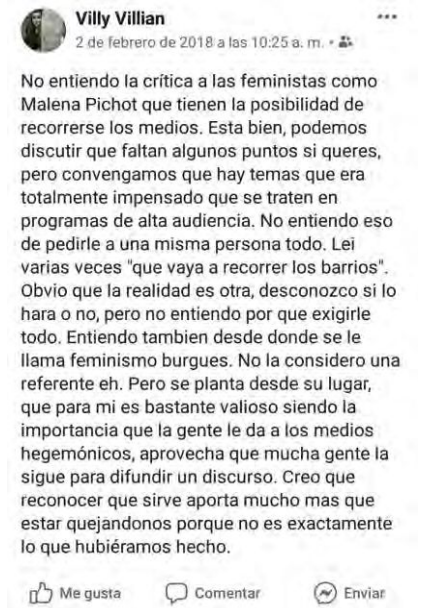 Villy Villian
2 de febrero de 2018 a las 10:25 a. m.
No entiendo la crítica a las feministas como
Malena Pichot que tienen la posibilidad de
recorrerse los medios. Esta bien, podemos
discutir que faltan algunos puntos si queres,
pero convengamos que hay temas que era
totalmente impensado que se traten en
programas de alta audiencia. No entiendo eso
de pedirle a una misma persona todo. Lei
varias veces "que vaya a recorrer los barrios".
Obvio que la realidad es otra, desconozco si lo
hara o no, pero no entiendo por que exigirle
todo. Entiendo tambien desde donde se le
llama feminismo burgues. No la considero una
referente eh. Pero se planta desde su lugar,
que para mi es bastante valioso siendo la
importancia que la gente le da a los medios
hegemónicos, aprovecha que mucha gente la
sigue para difundir un discurso. Creo que
reconocer que sirve aporta mucho mas que
estar quejandonos porque no es exactamente
lo que hubiéramos hecho.
Me gusta Comentar Enviar